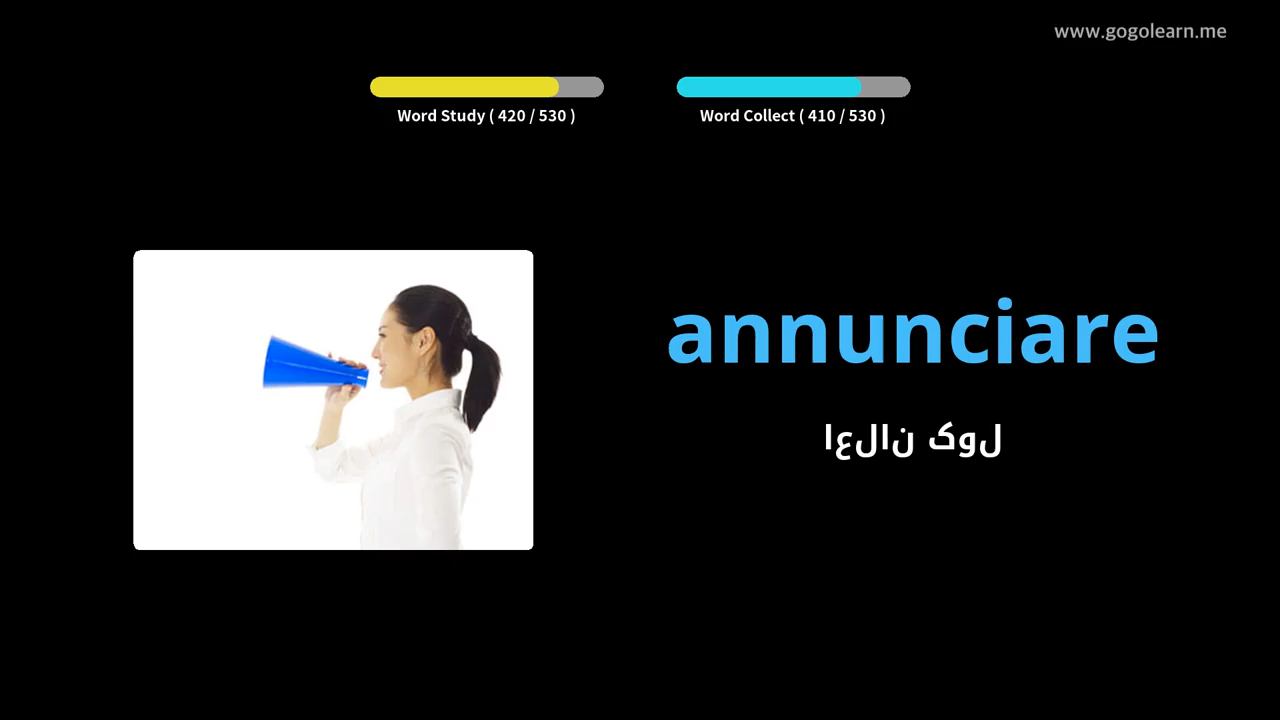 www.gogolearn.me
Word Study ( 420 / 530 )
Word Collect ( 410 / 530 )
annunciare
اعلان کول